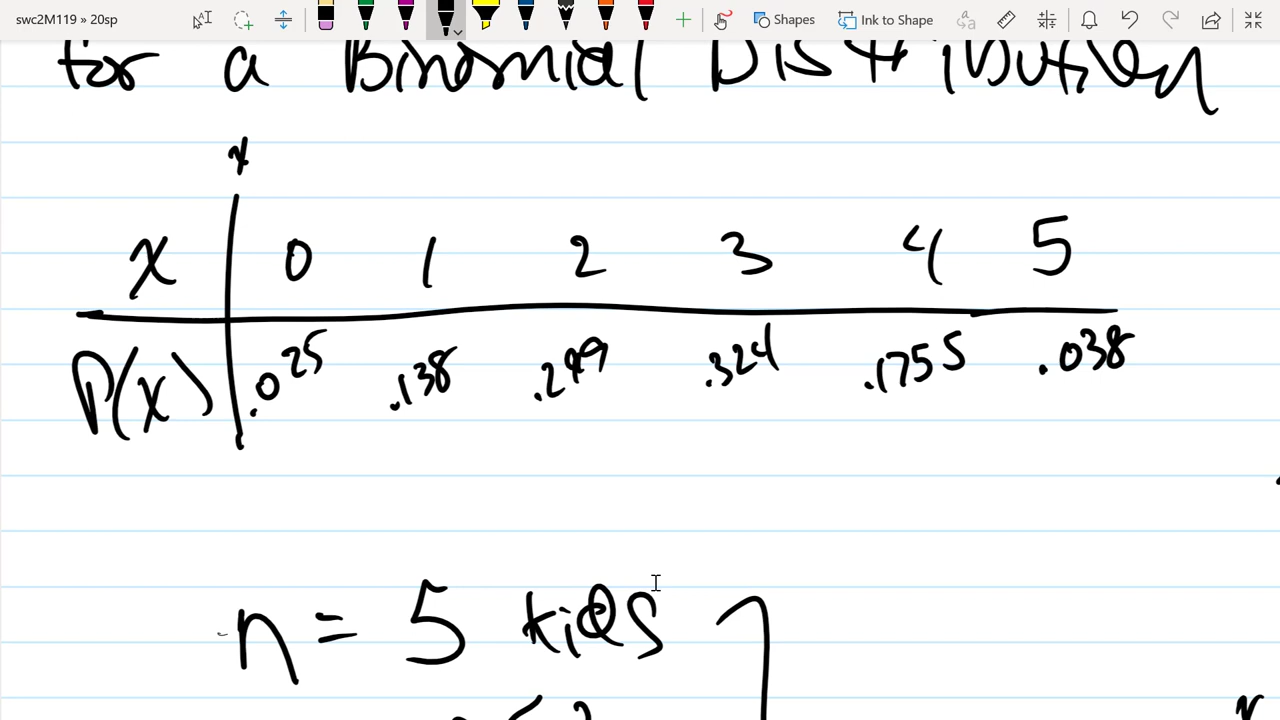 swc2M119 » 20sp
Shapes
Ink to Shape
for a Binomial Distribution
x
x 0 1 2 3 4 5
P(x) .025 .138 .299 .324 .1755 .038
n = 5 kids